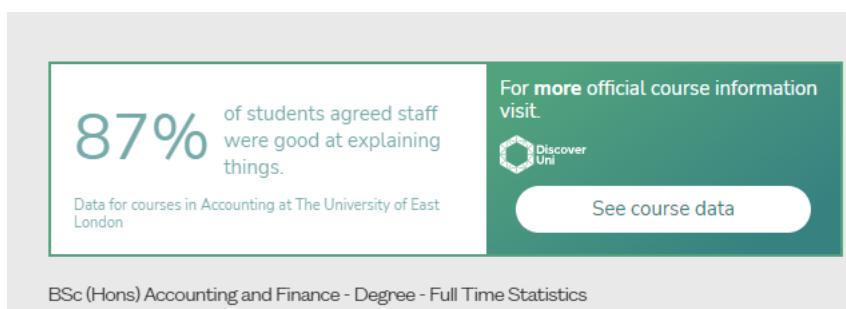 87%
of students agreed staff
were good at explaining
things.
Data for courses in Accounting at The University of East
London
For more official course information
visit.
Discover
Uni
See course data
BSc (Hons) Accounting and Finance - Degree - Full Time Statistics